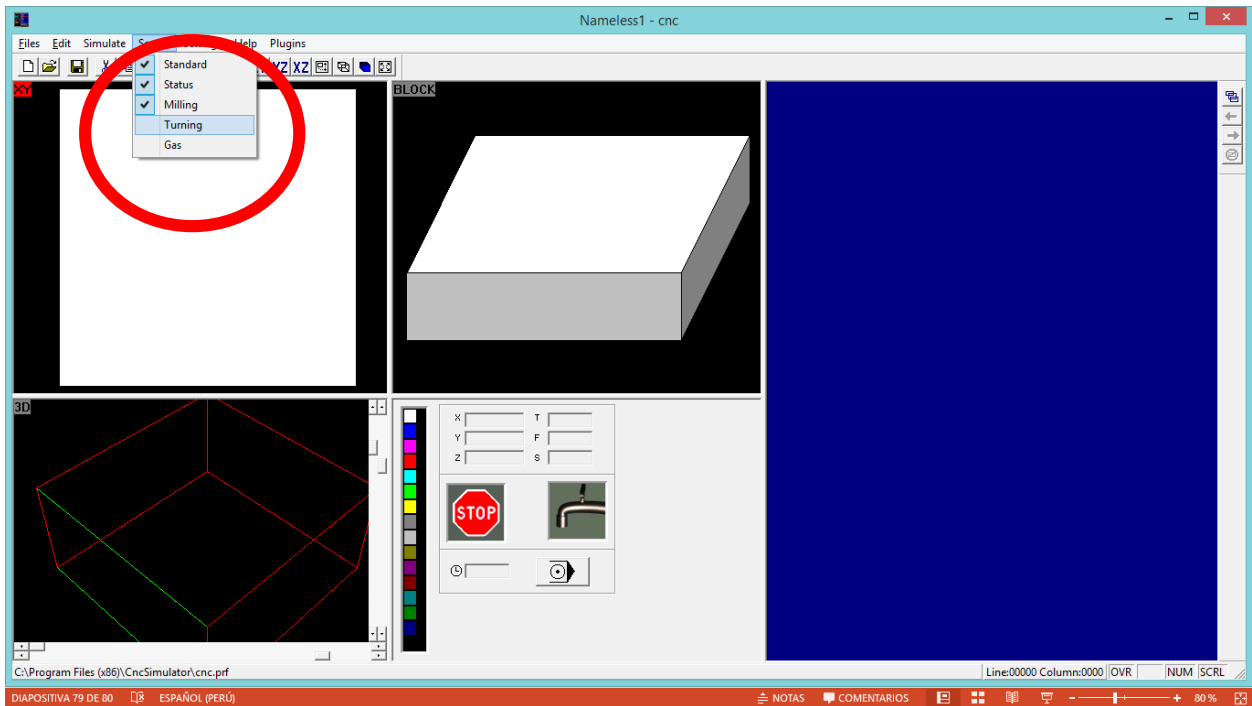 Nameless1 - cnc
Files Edit Simulate Help Plugins
YZ XZ
Standard
Status
Milling
Turning
Gas
XY
BLOCK
3D
X T
Y F
Z S
STOP
C:\Program Files (x86)\CncSimulator\cnc.prf Line:00000 Column:0000 OVR NUM SCRL
DIAPOSITIVA 79 DE 80 ESPAÑOL (PERÚ) NOTAS COMENTARIOS 80 %